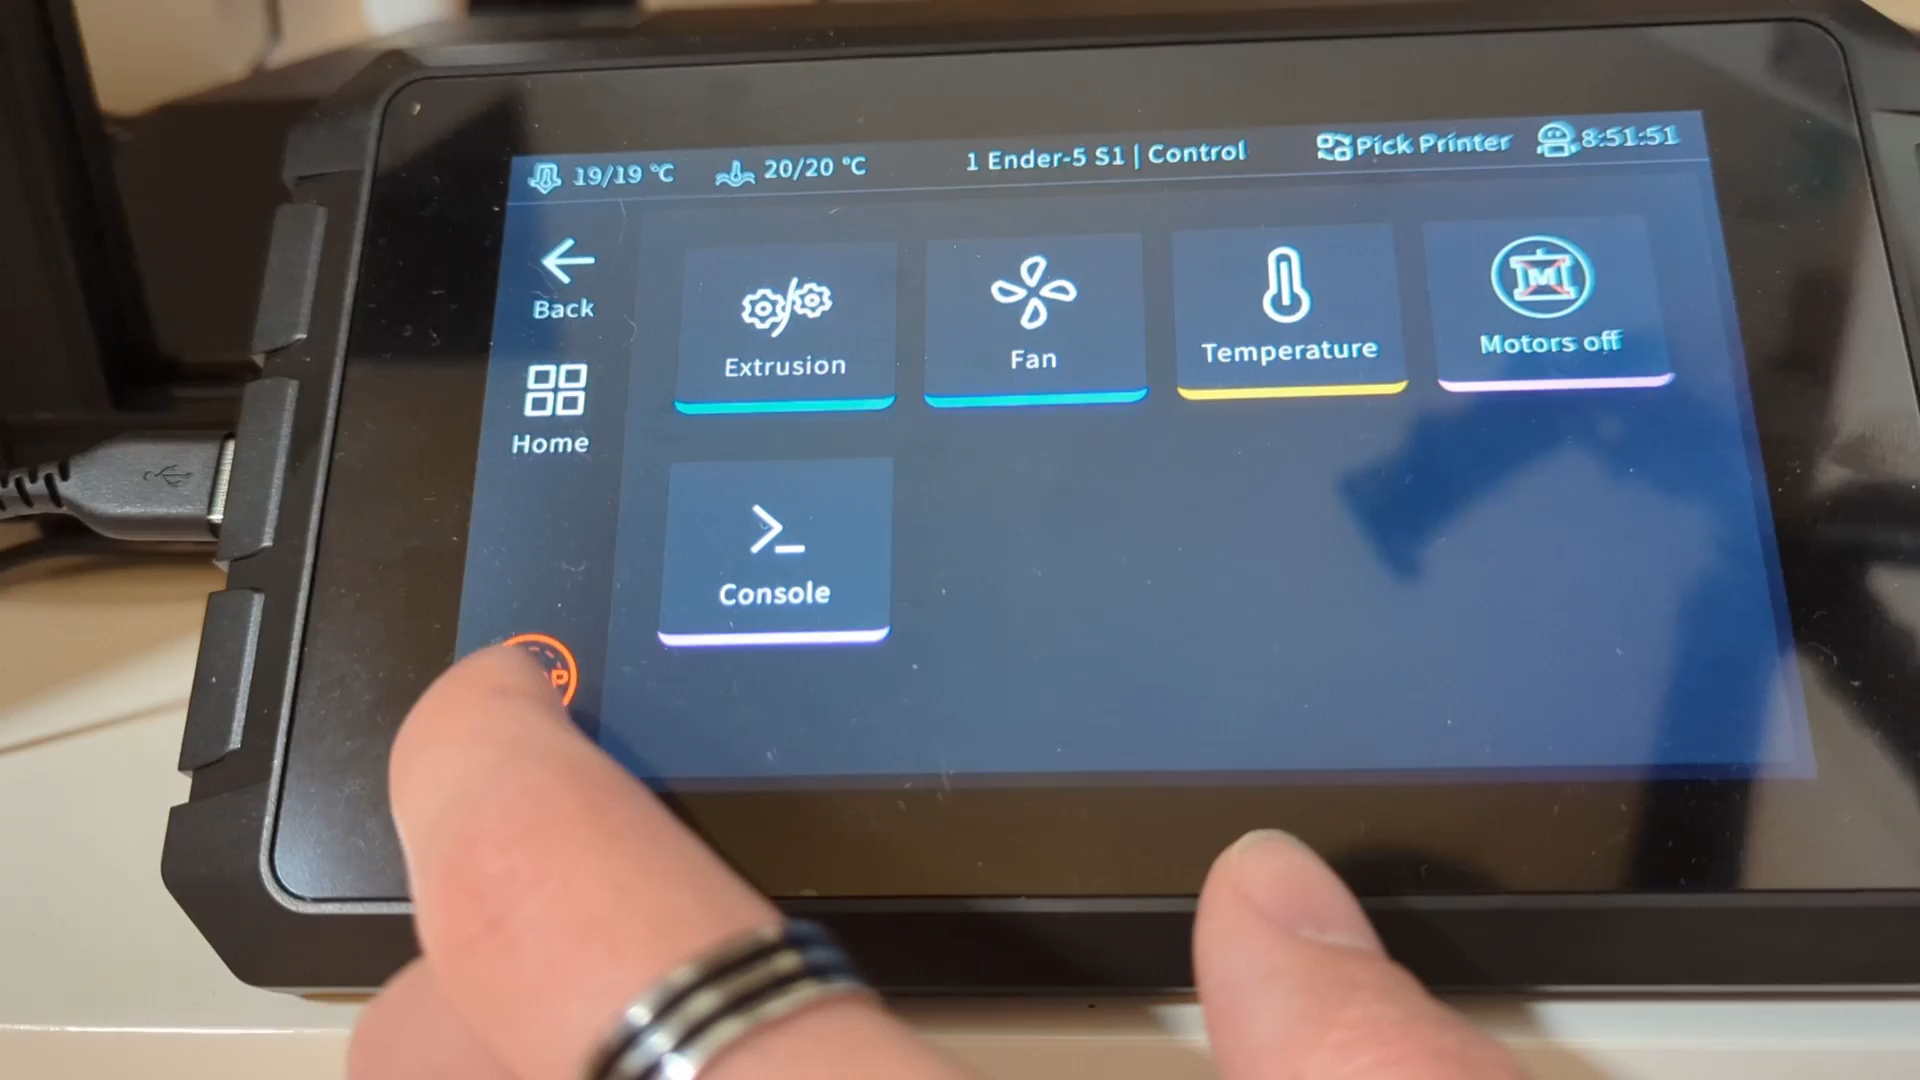 19/19 °C 20/20 °C 1 Ender-5 S1 | Control Pick Printer 8:51:51
Back
Home
Extrusion
Fan
Temperature
Motors off
M
Console